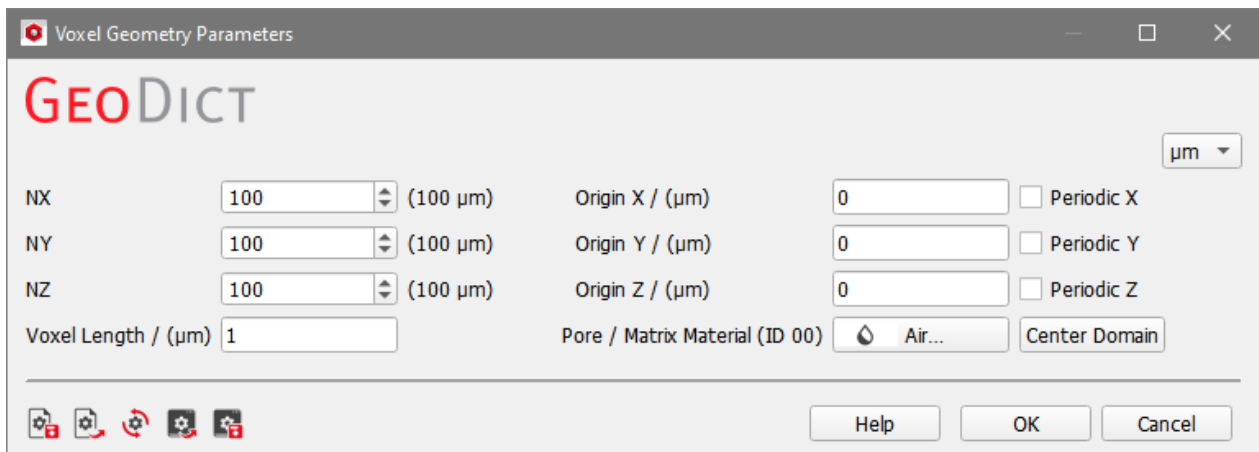 Voxel Geometry Parameters
GEODICT
µm
NX 100 (100 µm) Origin X / (µm) 0 Periodic X
NY 100 (100 µm) Origin Y / (µm) 0 Periodic Y
NZ 100 (100 µm) Origin Z / (µm) 0 Periodic Z
Voxel Length / (µm) 1 Pore / Matrix Material (ID 00) Air... Center Domain
Help OK Cancel